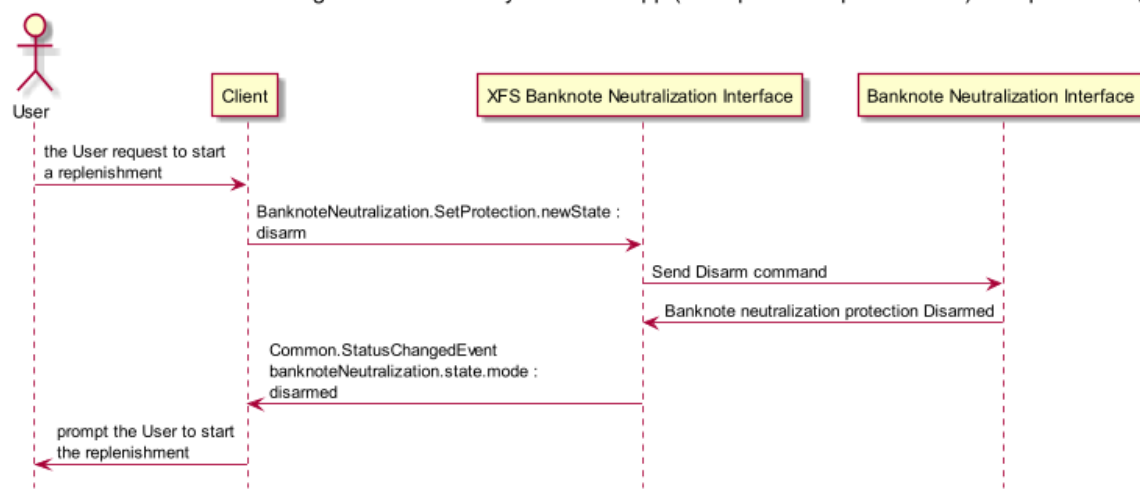 User
Client
XFS Banknote Neutralization Interface
Banknote Neutralization Interface
the User request to start
a replenishment
BanknoteNeutralization.SetProtection.newState :
disarm
Send Disarm command
Banknote neutralization protection Disarmed
Common.StatusChangedEvent
banknoteNeutralization.state.mode :
disarmed
prompt the User to start
the replenishment